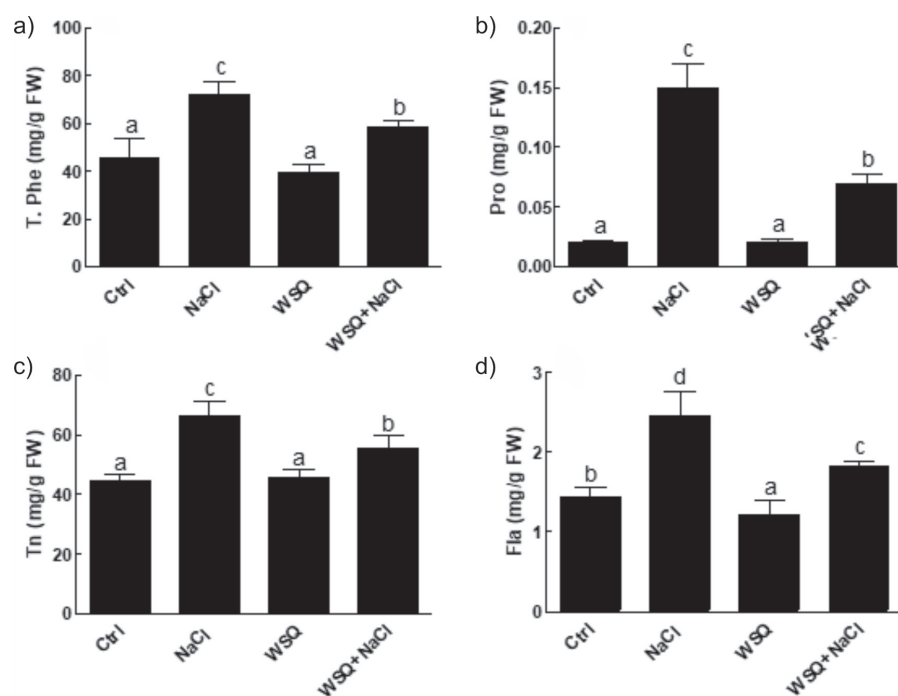 a)
T. Phe (mg/g FW)
100
80
60
40
20
0
a
c
a
b
Ctrl
NaCl
WSQ
WSQ+NaCl
b)
Pro (mg/g FW)
0.20
0.15
0.10
0.05
0.00
a
c
a
b
Ctrl
NaCl
WSQ
SQ+NaCl
W
c)
Tn (mg/g FW)
80
60
40
20
0
a
c
a
b
Ctrl
NaCl
WSQ
WSQ+NaCl
d)
Fla (mg/g FW)
3
2
1
0
b
d
a
c
Ctrl
NaCl
WSQ
WSQ+NaCl